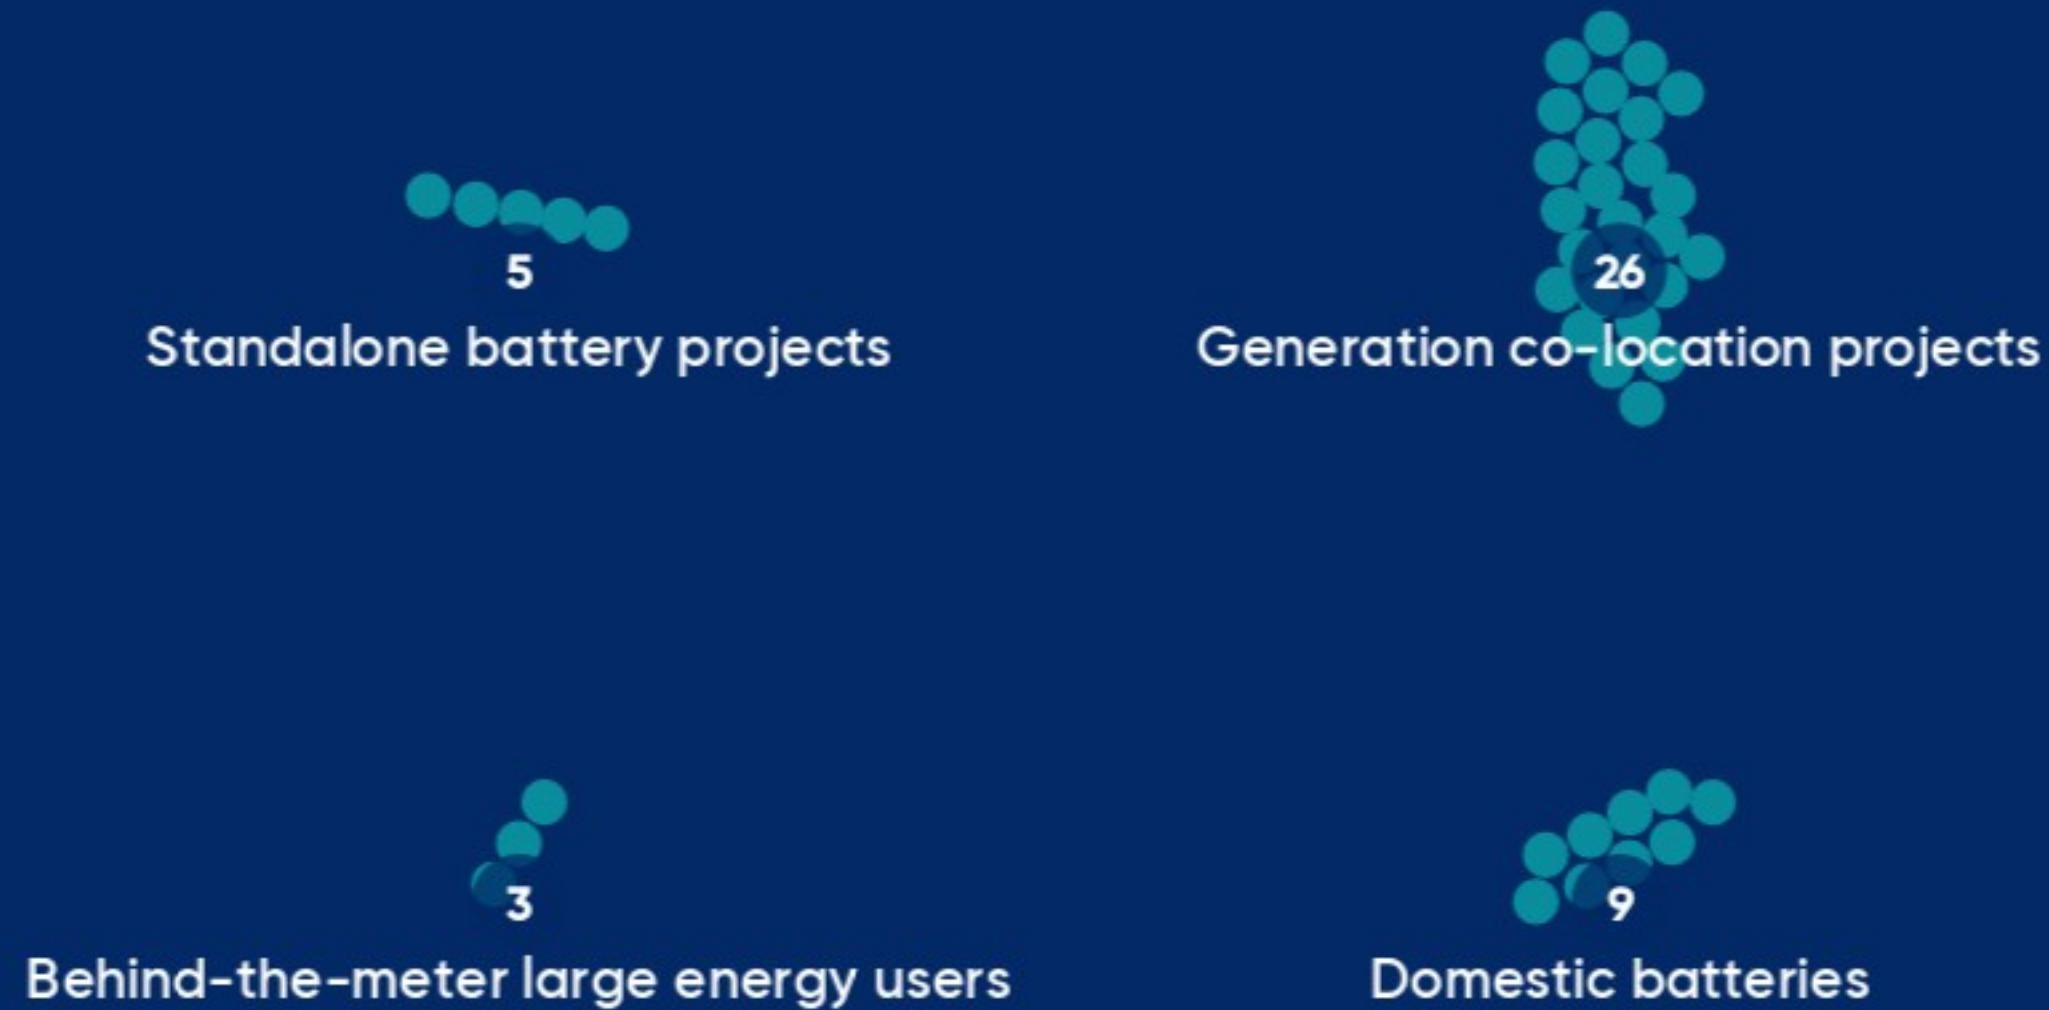 5
Standalone battery projects
26
Generation co-location projects
3
Behind-the-meter large energy users
9
Domestic batteries